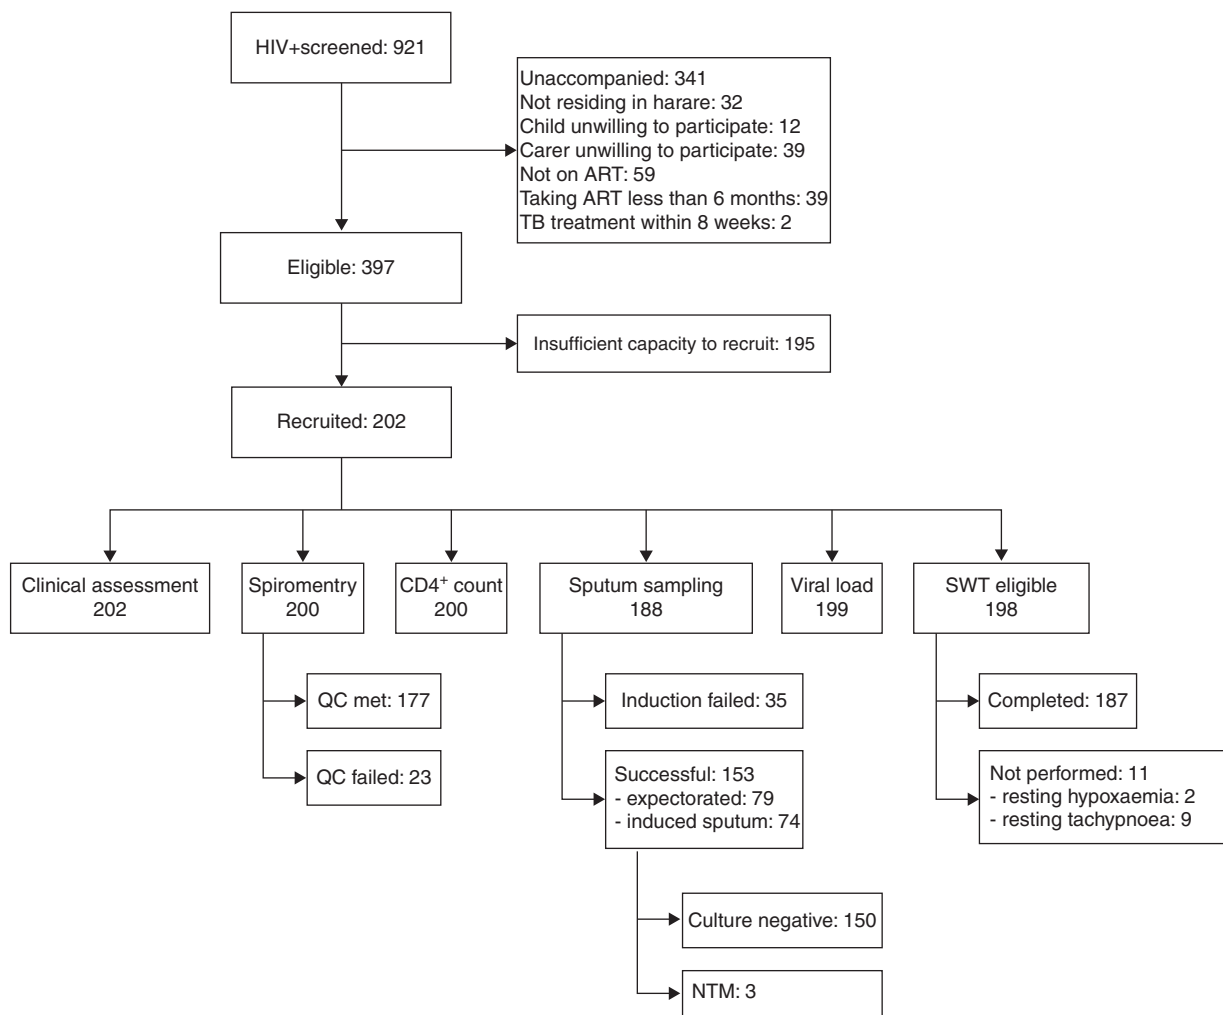 HIV+screened: 921
Unaccompanied: 341
Not residing in harare: 32
Child unwilling to participate: 12
Carer unwilling to participate: 39
Not on ART: 59
Taking ART less than 6 months: 39
TB treatment within 8 weeks: 2
Eligible: 397
Insufficient capacity to recruit: 195
Recruited: 202
Clinical assessment
202
Spiromentry
200
CD4⁺ count
200
Sputum sampling
188
Viral load
199
SWT eligible
198
QC met: 177
QC failed: 23
Induction failed: 35
Successful: 153
- expectorated: 79
- induced sputum: 74
Completed: 187
Not performed: 11
- resting hypoxaemia: 2
- resting tachypnoea: 9
Culture negative: 150
NTM: 3